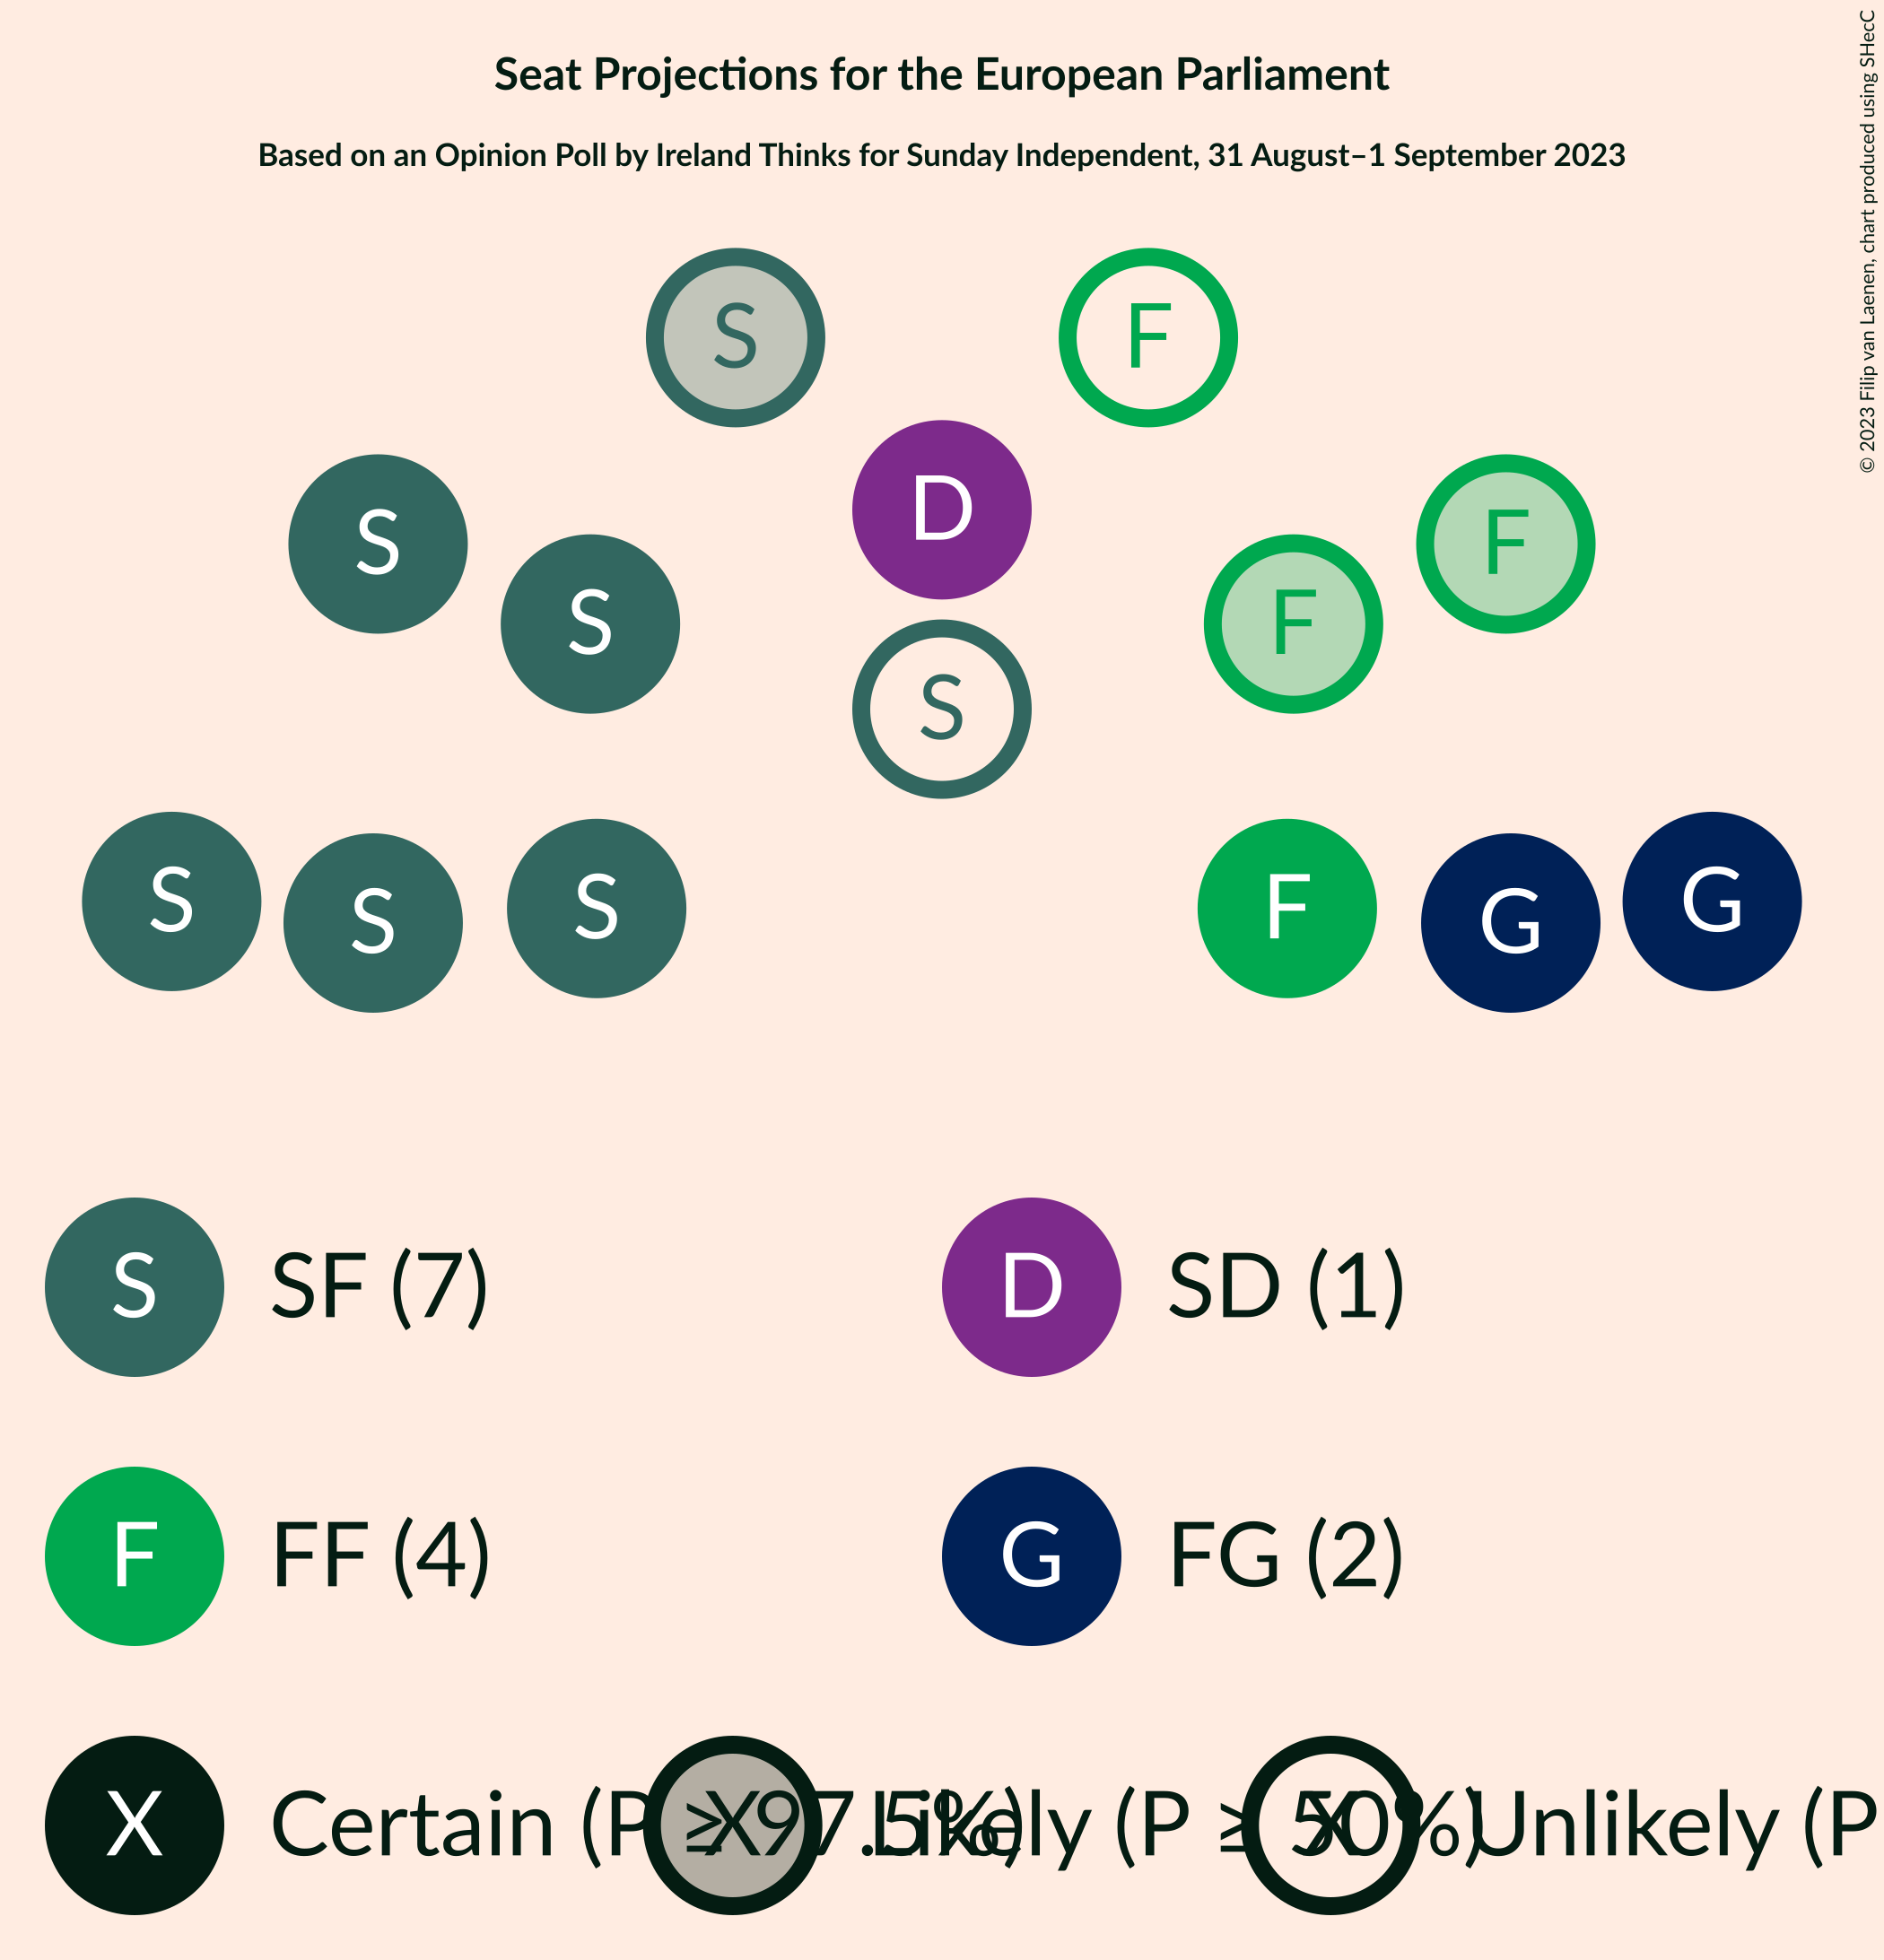 Seat Projections for the European Parliament
Based on an Opinion Poll by Ireland Thinks for Sunday Independent, 31 August–1 September 2023
© 2023 Filip van Laenen, chart produced using SHecC
S F
D
S F
S F
S
S G
S F
S G
S SF (7) D SD (1)
F FF (4) G FG (2)
X Certain (P ≥ 97.5%) X Likely (P ≥ 50%) X Unlikely (P